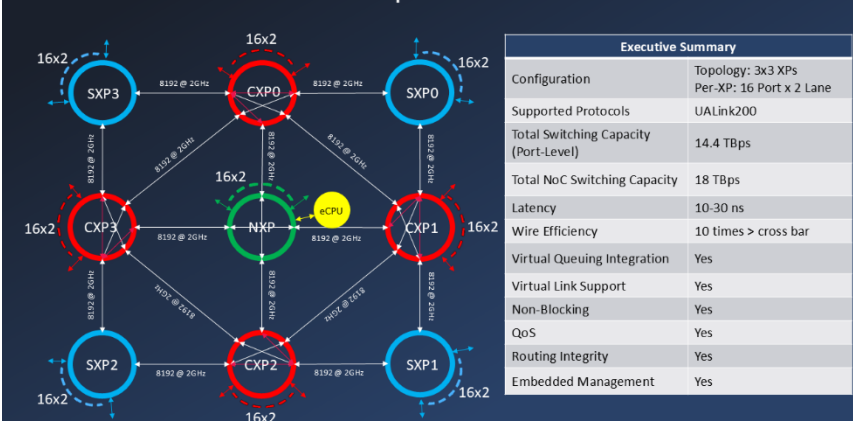 16x2
16x2
16x2
SXP3
8192 @ 2GHz
CXP0
8192 @ 2GHz
SXP0
8192 @ 2GHz
8192 @ 2GHz
8192 @ 2GHz
8192 @ 2GHz
8192 @ 2GHz
16x2
eCPU
16x2
CXP3
8192 @ 2GHz
NXP
8192 @ 2GHz
CXP1
16x2
8192 @ 2GHz
8192 @ 2GHz
8192 @ 2GHz
8192 @ 2GHz
8192 @ 2GHz
SXP2
8192 @ 2GHz
CXP2
8192 @ 2GHz
SXP1
16x2
16x2
16x2
Executive Summary
Configuration
Topology: 3x3 XPs
Per-XP: 16 Port x 2 Lane
Supported Protocols
UALink200
Total Switching Capacity
(Port-Level)
14.4 TBps
Total NoC Switching Capacity
18 TBps
Latency
10-30 ns
Wire Efficiency
10 times > cross bar
Virtual Queuing Integration
Yes
Virtual Link Support
Yes
Non-Blocking
Yes
QoS
Yes
Routing Integrity
Yes
Embedded Management
Yes